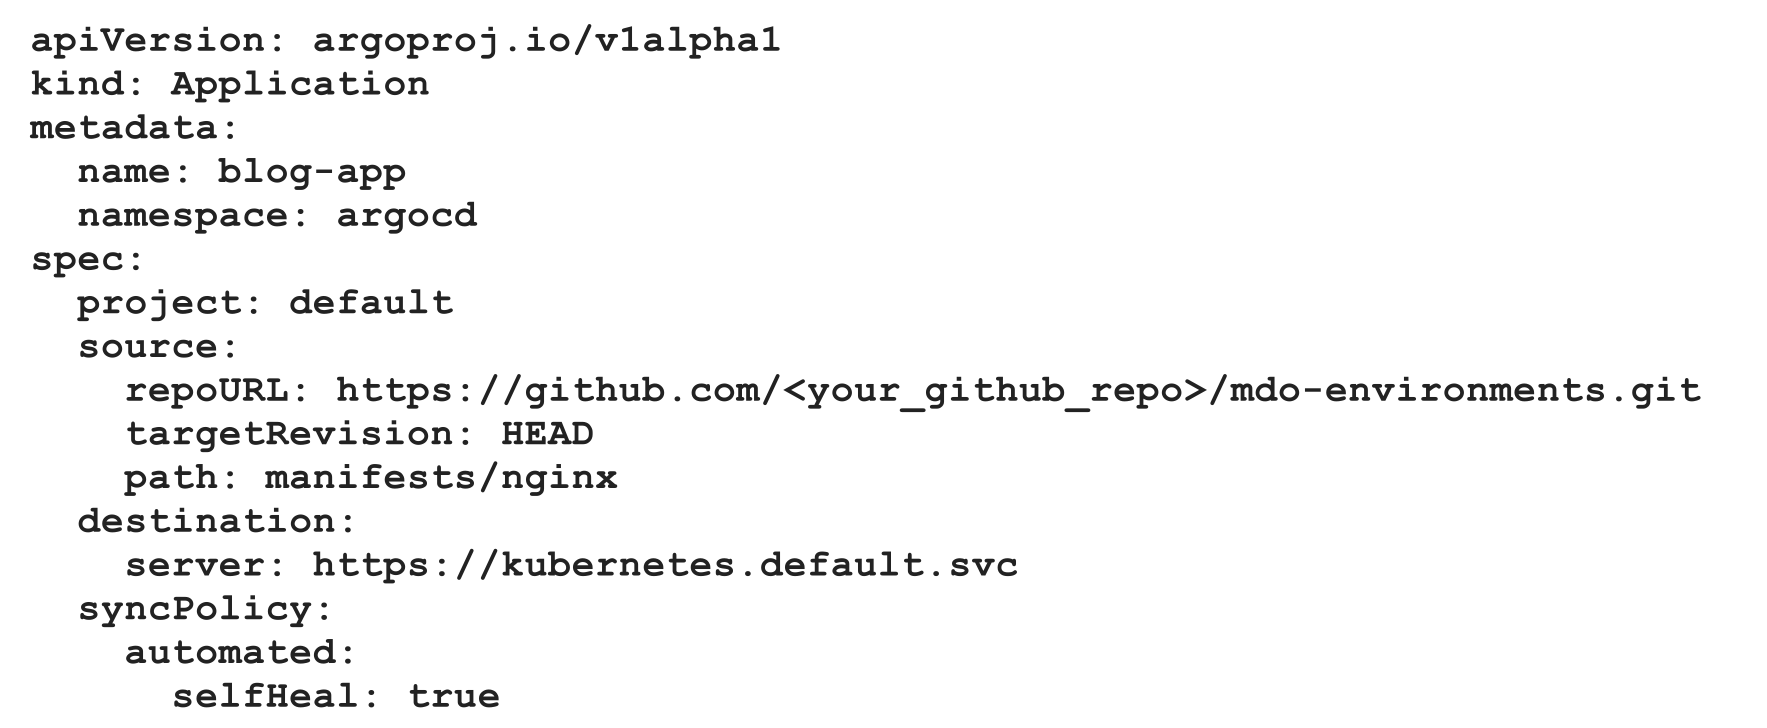 apiVersion: argoproj.io/v1alpha1
kind: Application
metadata:
  name: blog-app
  namespace: argocd
spec:
  project: default
  source:
    repoURL: https://github.com/<your_github_repo>/mdo-environments.git
    targetRevision: HEAD
    path: manifests/nginx
  destination:
    server: https://kubernetes.default.svc
  syncPolicy:
    automated:
      selfHeal: true